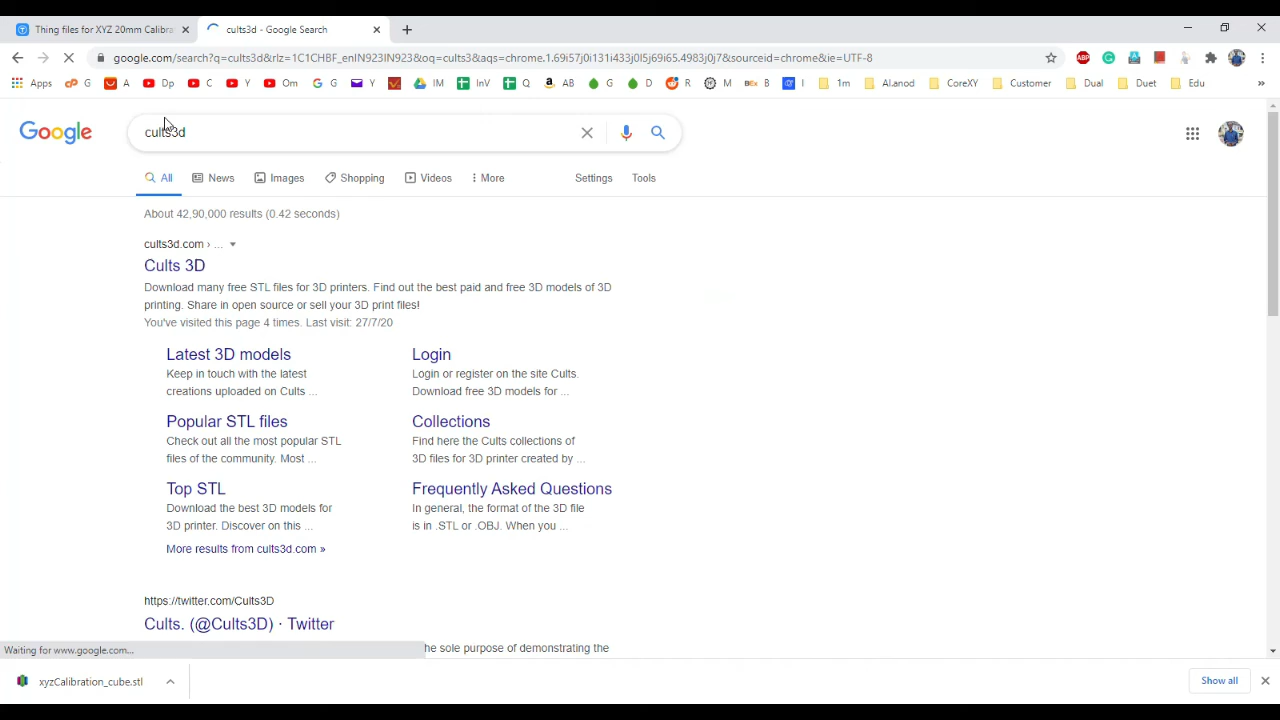 Thing files for XYZ 20mm Calibra
cults3d - Google Search
google.com/search?q=cults3d&rlz=1C1CHBF_enIN923IN923&oq=cults3&aqs=chrome.1.69i57j0i131i433j0l5j69i65.4983j0j7&sourceid=chrome&ie=UTF-8
ABP
Apps G A Dp C Y Om G Y IM InV Q AB G D R M B I 1m Al.anod CoreXY Customer Dual Duet Edu »
Google
cults3d
All News Images Shopping Videos More Settings Tools
About 42,90,000 results (0.42 seconds)
cults3d.com › ...
Cults 3D
Download many free STL files for 3D printers. Find out the best paid and free 3D models of 3D
printing. Share in open source or sell your 3D print files!
You've visited this page 4 times. Last visit: 27/7/20
Latest 3D models
Keep in touch with the latest
creations uploaded on Cults ...
Login
Login or register on the site Cults.
Download free 3D models for ...
Popular STL files
Check out all the most popular STL
files of the community. Most ...
Collections
Find here the Cults collections of
3D files for 3D printer created by ...
Top STL
Download the best 3D models for
3D printer. Discover on this ...
Frequently Asked Questions
In general, the format of the 3D file
is in .STL or .OBJ. When you ...
More results from cults3d.com »
https://twitter.com/Cults3D
Cults. (@Cults3D) · Twitter
he sole purpose of demonstrating the
Waiting for www.google.com...
xyzCalibration_cube.stl
Show all